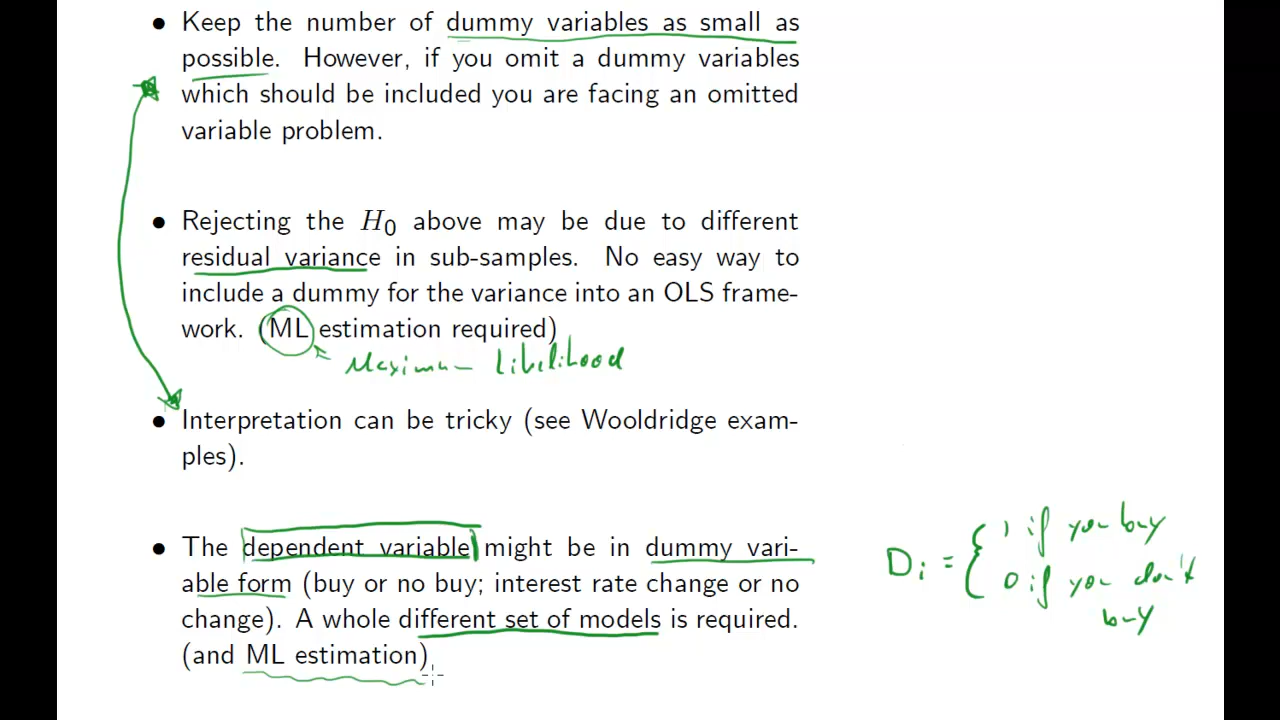 • Keep the number of dummy variables as small as
possible. However, if you omit a dummy variables
which should be included you are facing an omitted
variable problem.
• Rejecting the H₀ above may be due to different
residual variance in sub-samples. No easy way to
include a dummy for the variance into an OLS frame-
work. (ML estimation required)
Maximum Likelihood
• Interpretation can be tricky (see Wooldridge exam-
ples).
• The dependent variable might be in dummy vari-
able form (buy or no buy; interest rate change or no
change). A whole different set of models is required.
(and ML estimation)
1 if you buy
Di = {
0 if you don't
buy